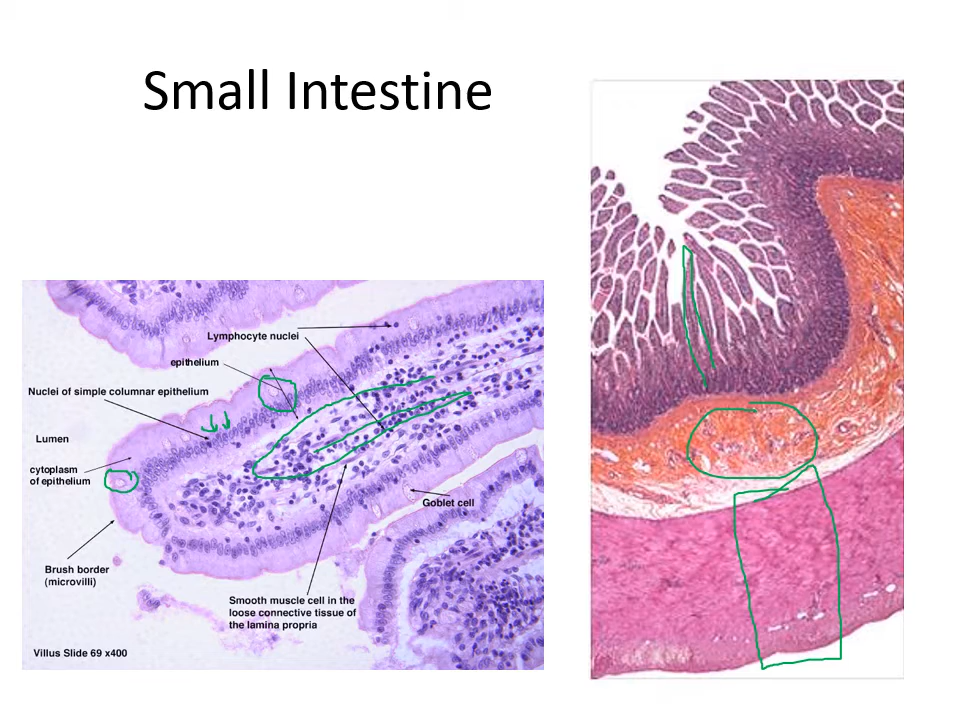 Small Intestine
Lymphocyte nuclei
epithelium
Nuclei of simple columnar epithelium
Lumen
cytoplasm
of epithelium
Goblet cell
Brush border
(microvilli)
Smooth muscle cell in the
loose connective tissue of
the lamina propria
Villus Slide 69 x400